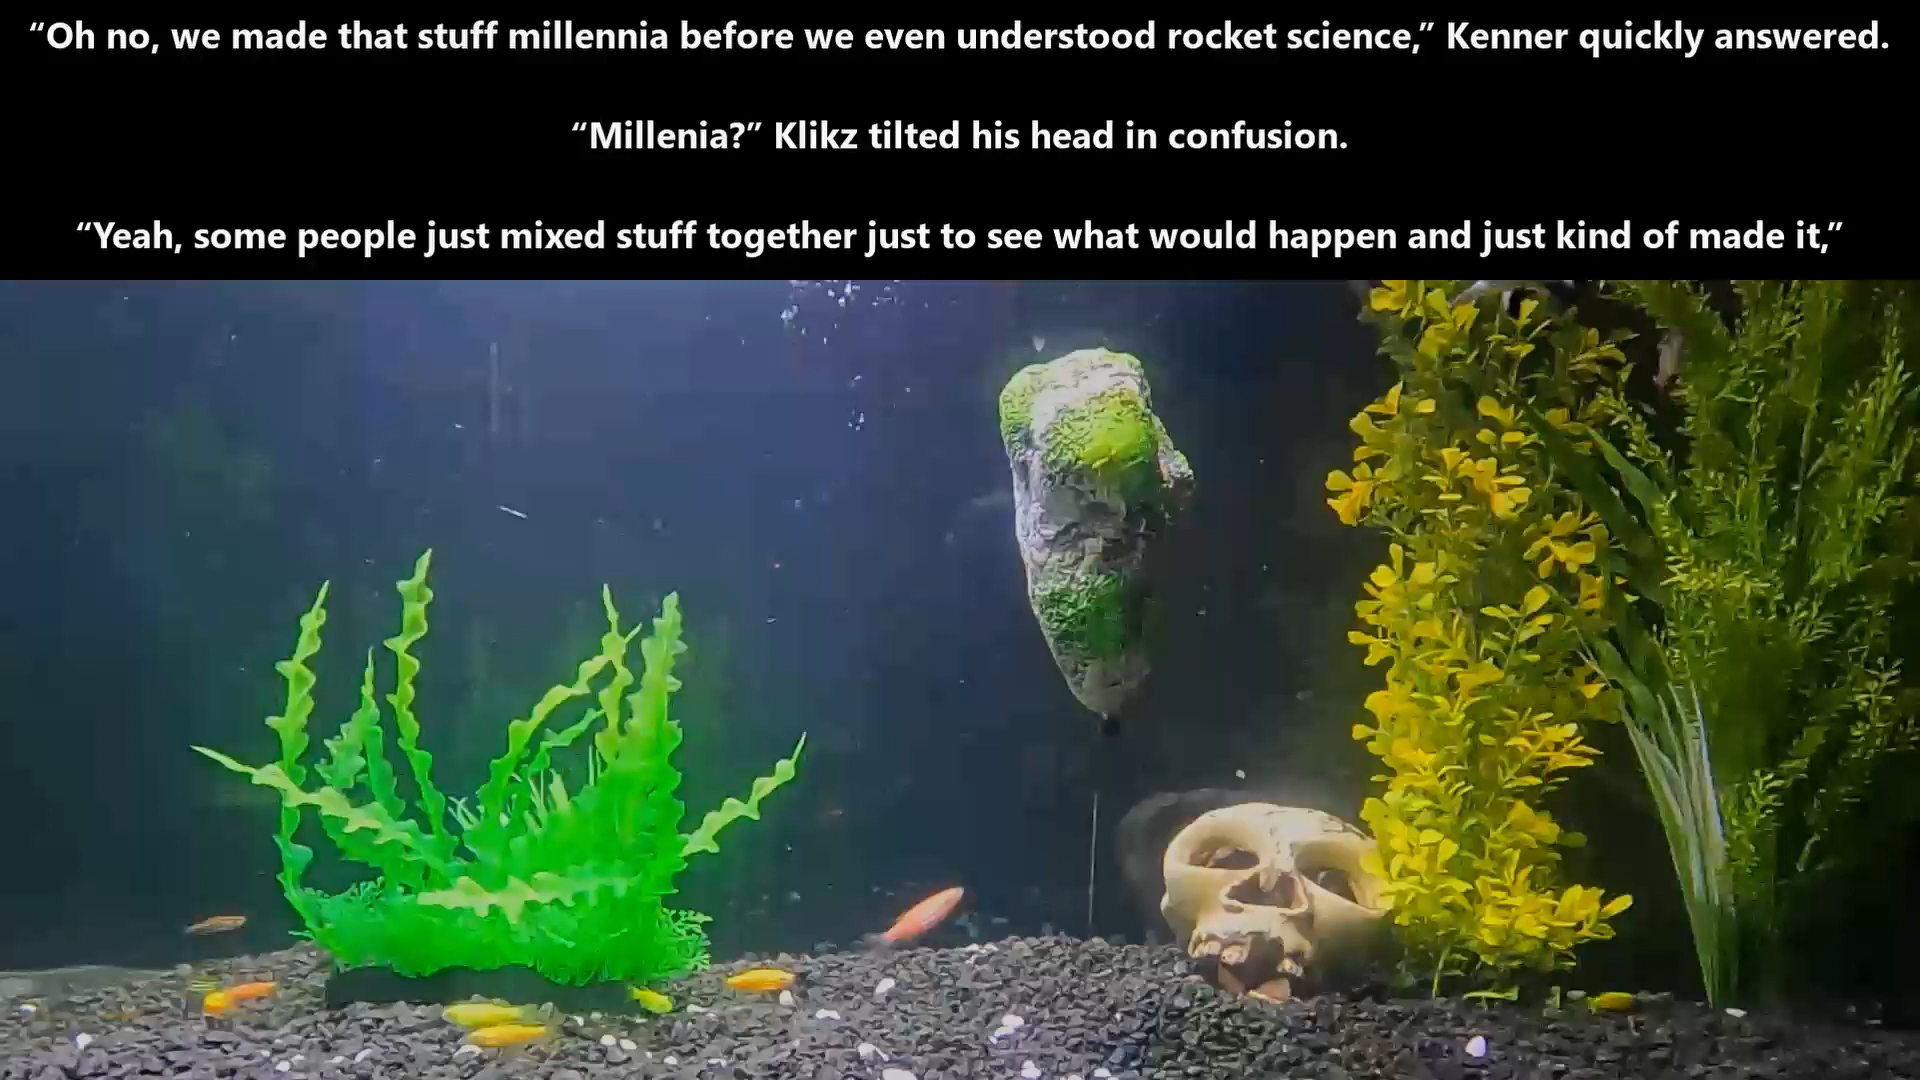 “Oh no, we made that stuff millennia before we even understood rocket science,” Kenner quickly answered.
“Millenia?” Klikz tilted his head in confusion.
“Yeah, some people just mixed stuff together just to see what would happen and just kind of made it,”